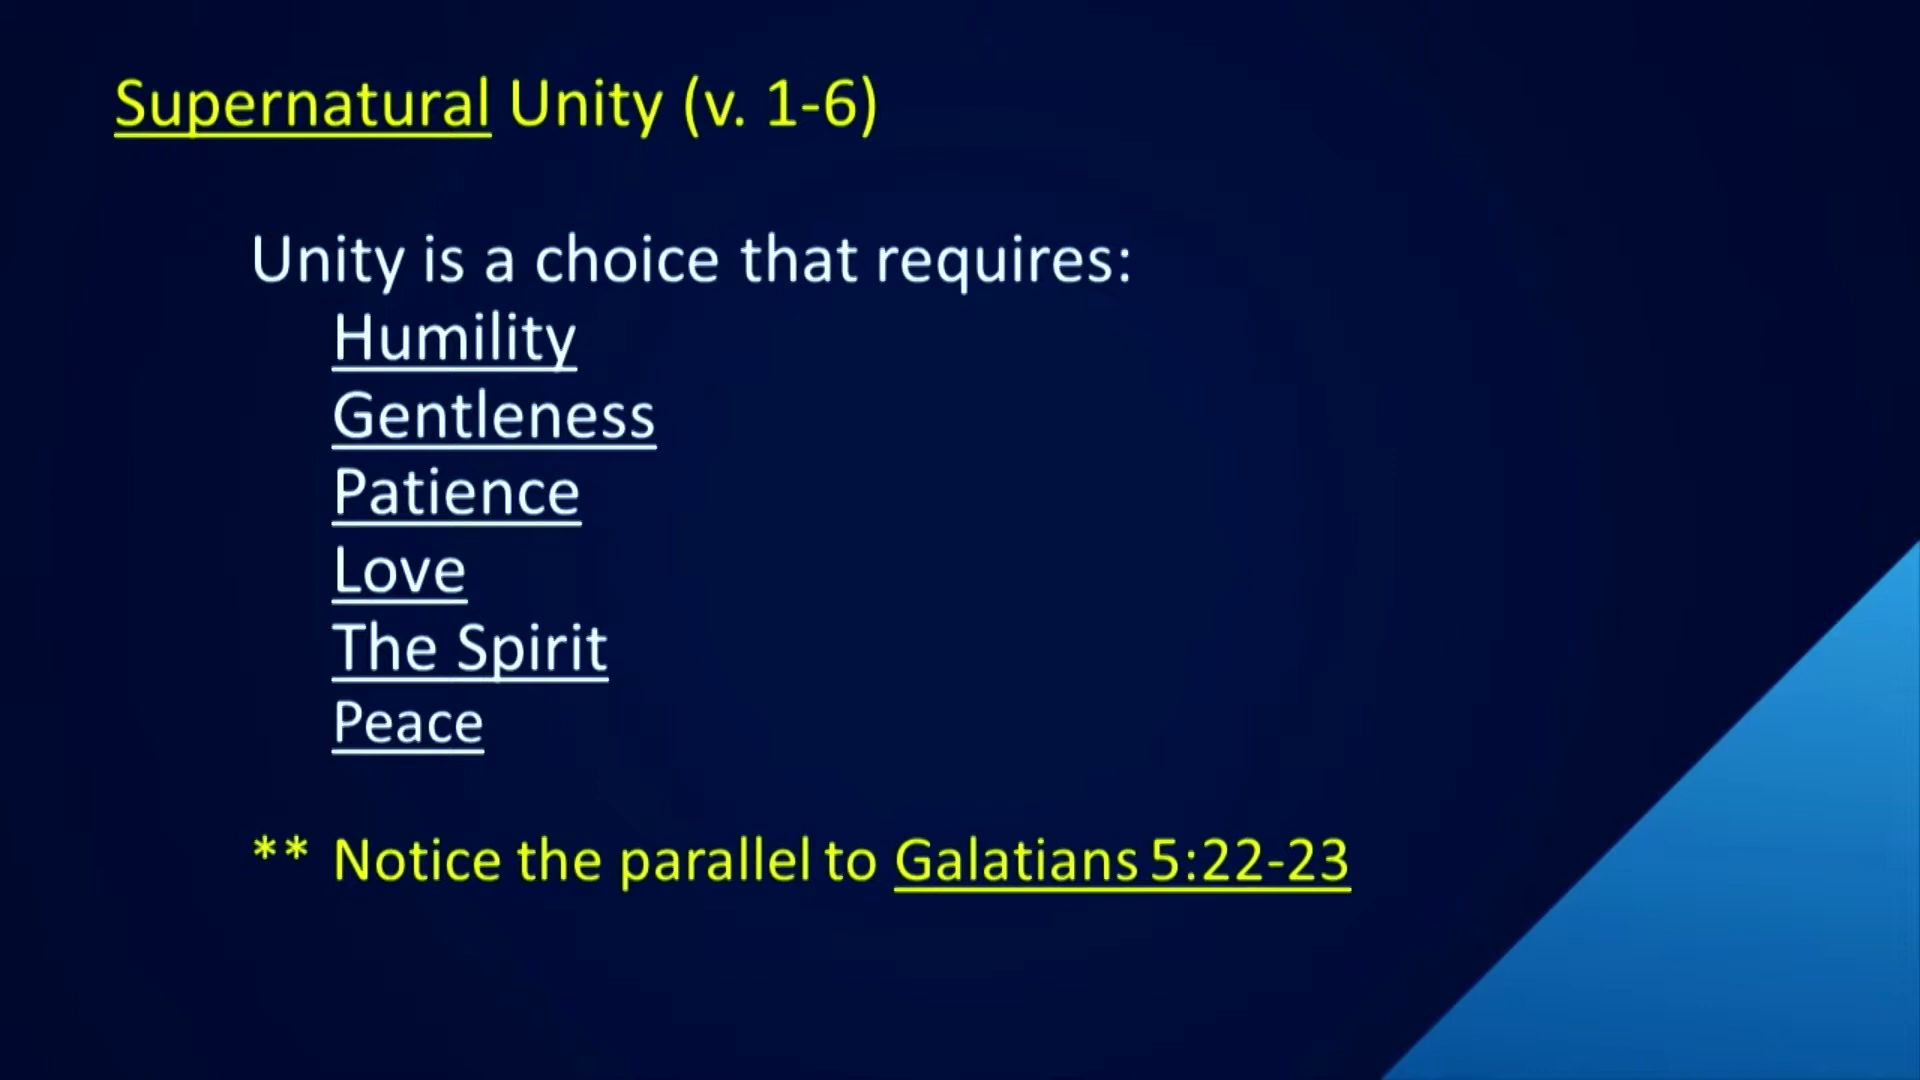 Supernatural Unity (v. 1-6)
Unity is a choice that requires:
Humility
Gentleness
Patience
Love
The Spirit
Peace
** Notice the parallel to Galatians 5:22-23